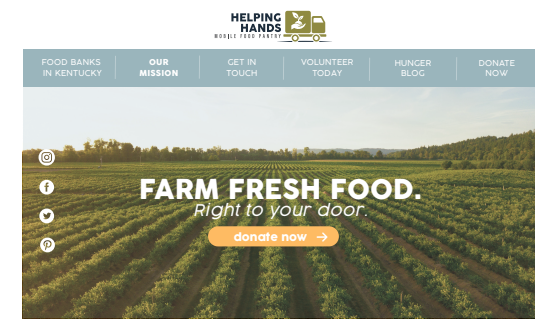 HELPING
HANDS
MOBILE FOOD PANTRY
FOOD BANKS
IN KENTUCKY
OUR
MISSION
GET IN
TOUCH
VOLUNTEER
TODAY
HUNGER
BLOG
DONATE
NOW
FARM FRESH FOOD.
Right to your door.
donate now →